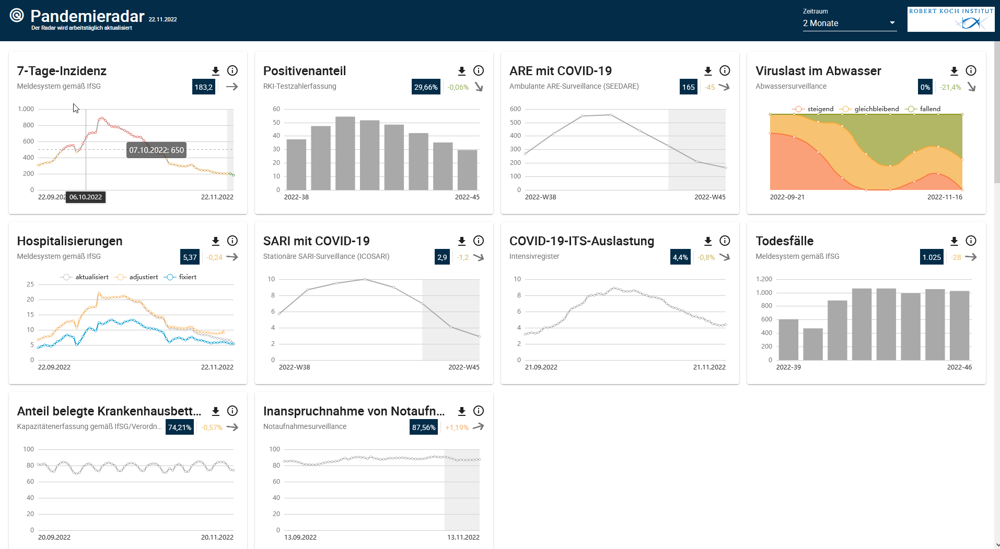 Pandemieradar 22.11.2022
Der Radar wird arbeitstäglich aktualisiert
Zeitraum
2 Monate
ROBERT KOCH INSTITUT
7-Tage-Inzidenz
Meldesystem gemäß IfSG
183,2
1.000
800
600
400
200
0
07.10.2022: 650
22.09.202
06.10.2022
22.11.2022
Positivenanteil
RKI-Testzahlerfassung
29,66% -0,06%
60
50
40
30
20
10
0
2022-38 2022-45
ARE mit COVID-19
Ambulante ARE-Surveillance (SEEDARE)
165 -45
600
500
400
300
200
100
0
2022-W38 2022-W45
Viruslast im Abwasser
Abwassersurveillance
0% -21,4%
steigend gleichbleibend fallend
2022-09-21 2022-11-16
Hospitalisierungen
Meldesystem gemäß IfSG
5,37 -0,24
aktualisiert adjustiert fixiert
25
20
15
10
5
0
22.09.2022 22.11.2022
SARI mit COVID-19
Stationäre SARI-Surveillance (ICOSARI)
2,9 -1,2
10
8
6
4
2
0
2022-W38 2022-W45
COVID-19-ITS-Auslastung
Intensivregister
4,4% -0,8%
10
8
6
4
2
0
21.09.2022 21.11.2022
Todesfälle
Meldesystem gemäß IfSG
1.025 -28
1.200
1.000
800
600
400
200
0
2022-39 2022-46
Anteil belegte Krankenhausbett...
Kapazitätenerfassung gemäß IfSG/Verordn...
74,21% -0,57%
100
80
60
40
20
0
20.09.2022 20.11.2022
Inanspruchnahme von Notaufn...
Notaufnahmesurveillance
87,56% +1,19%
100
80
60
40
20
0
13.09.2022 13.11.2022